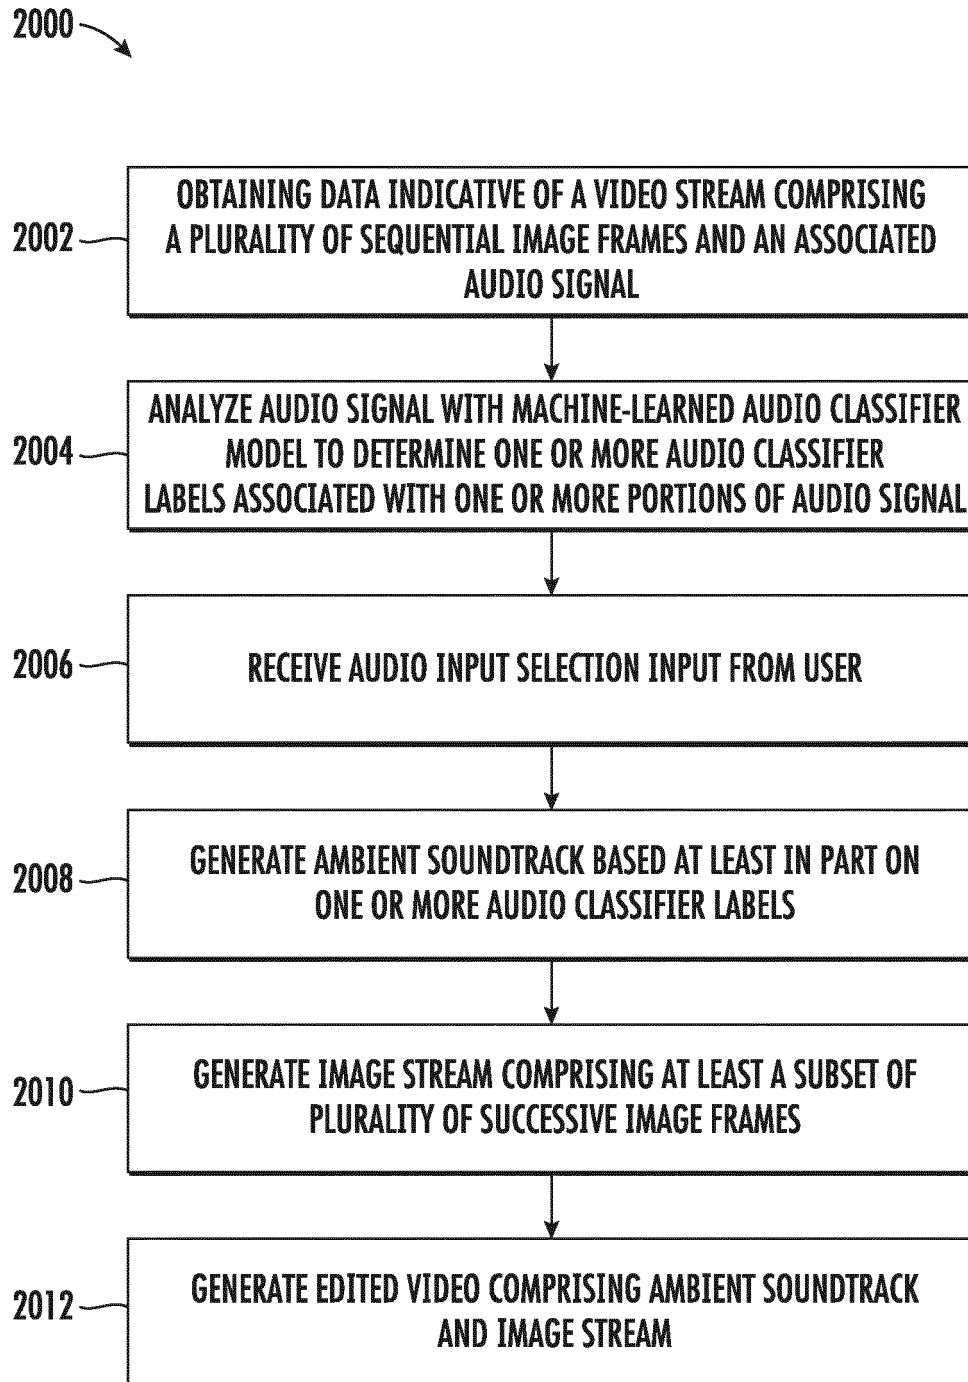 2000
2002
OBTAINING DATA INDICATIVE OF A VIDEO STREAM COMPRISING
A PLURALITY OF SEQUENTIAL IMAGE FRAMES AND AN ASSOCIATED
AUDIO SIGNAL
2004
ANALYZE AUDIO SIGNAL WITH MACHINE-LEARNED AUDIO CLASSIFIER
MODEL TO DETERMINE ONE OR MORE AUDIO CLASSIFIER
LABELS ASSOCIATED WITH ONE OR MORE PORTIONS OF AUDIO SIGNAL
2006
RECEIVE AUDIO INPUT SELECTION INPUT FROM USER
2008
GENERATE AMBIENT SOUNDTRACK BASED AT LEAST IN PART ON
ONE OR MORE AUDIO CLASSIFIER LABELS
2010
GENERATE IMAGE STREAM COMPRISING AT LEAST A SUBSET OF
PLURALITY OF SUCCESSIVE IMAGE FRAMES
2012
GENERATE EDITED VIDEO COMPRISING AMBIENT SOUNDTRACK
AND IMAGE STREAM